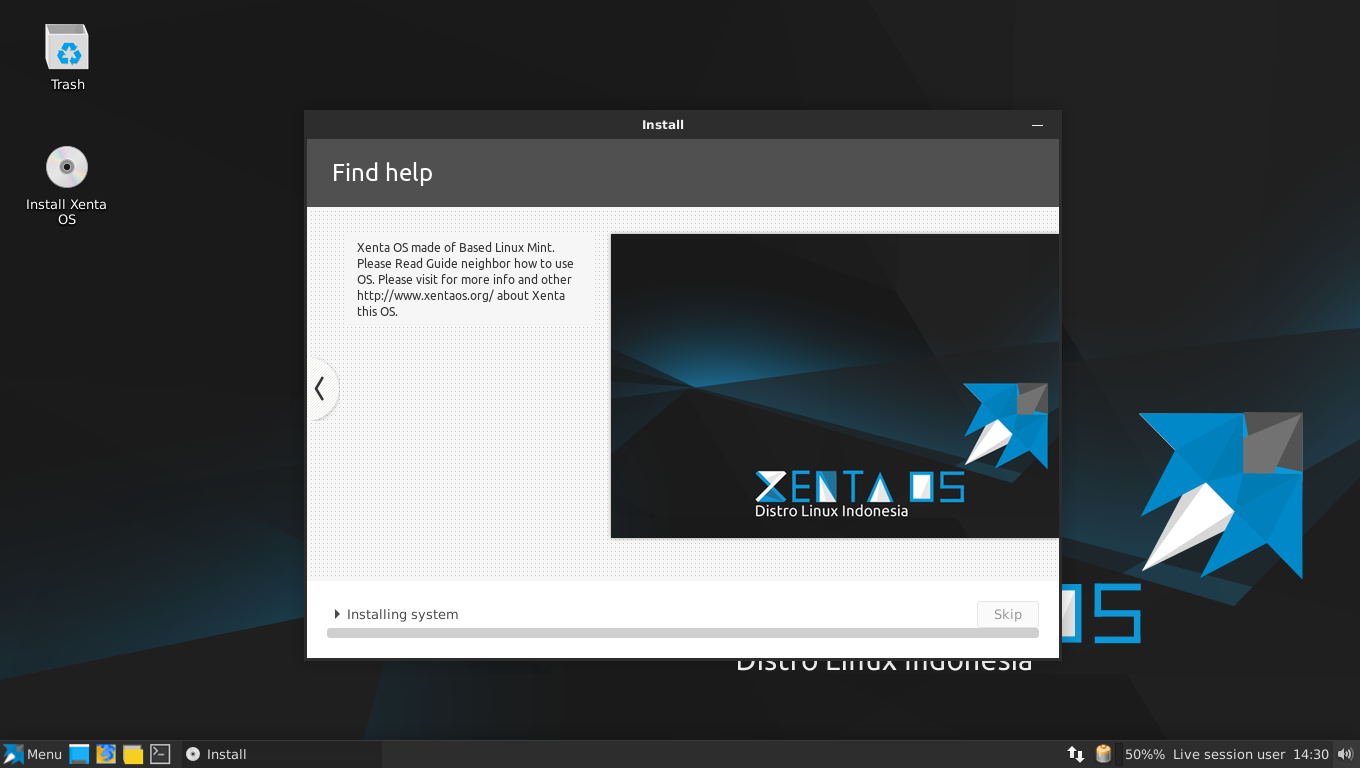 Trash
Install Xenta
OS
Install
Find help
Xenta OS made of Based Linux Mint.
Please Read Guide neighbor how to use
OS. Please visit for more info and other
http://www.xentaos.org/ about Xenta
this OS.
XENTA OS
Distro Linux Indonesia
Installing system
Skip
OS
Distro Linux Indonesia
Menu
Install
50%%
Live session user
14:30